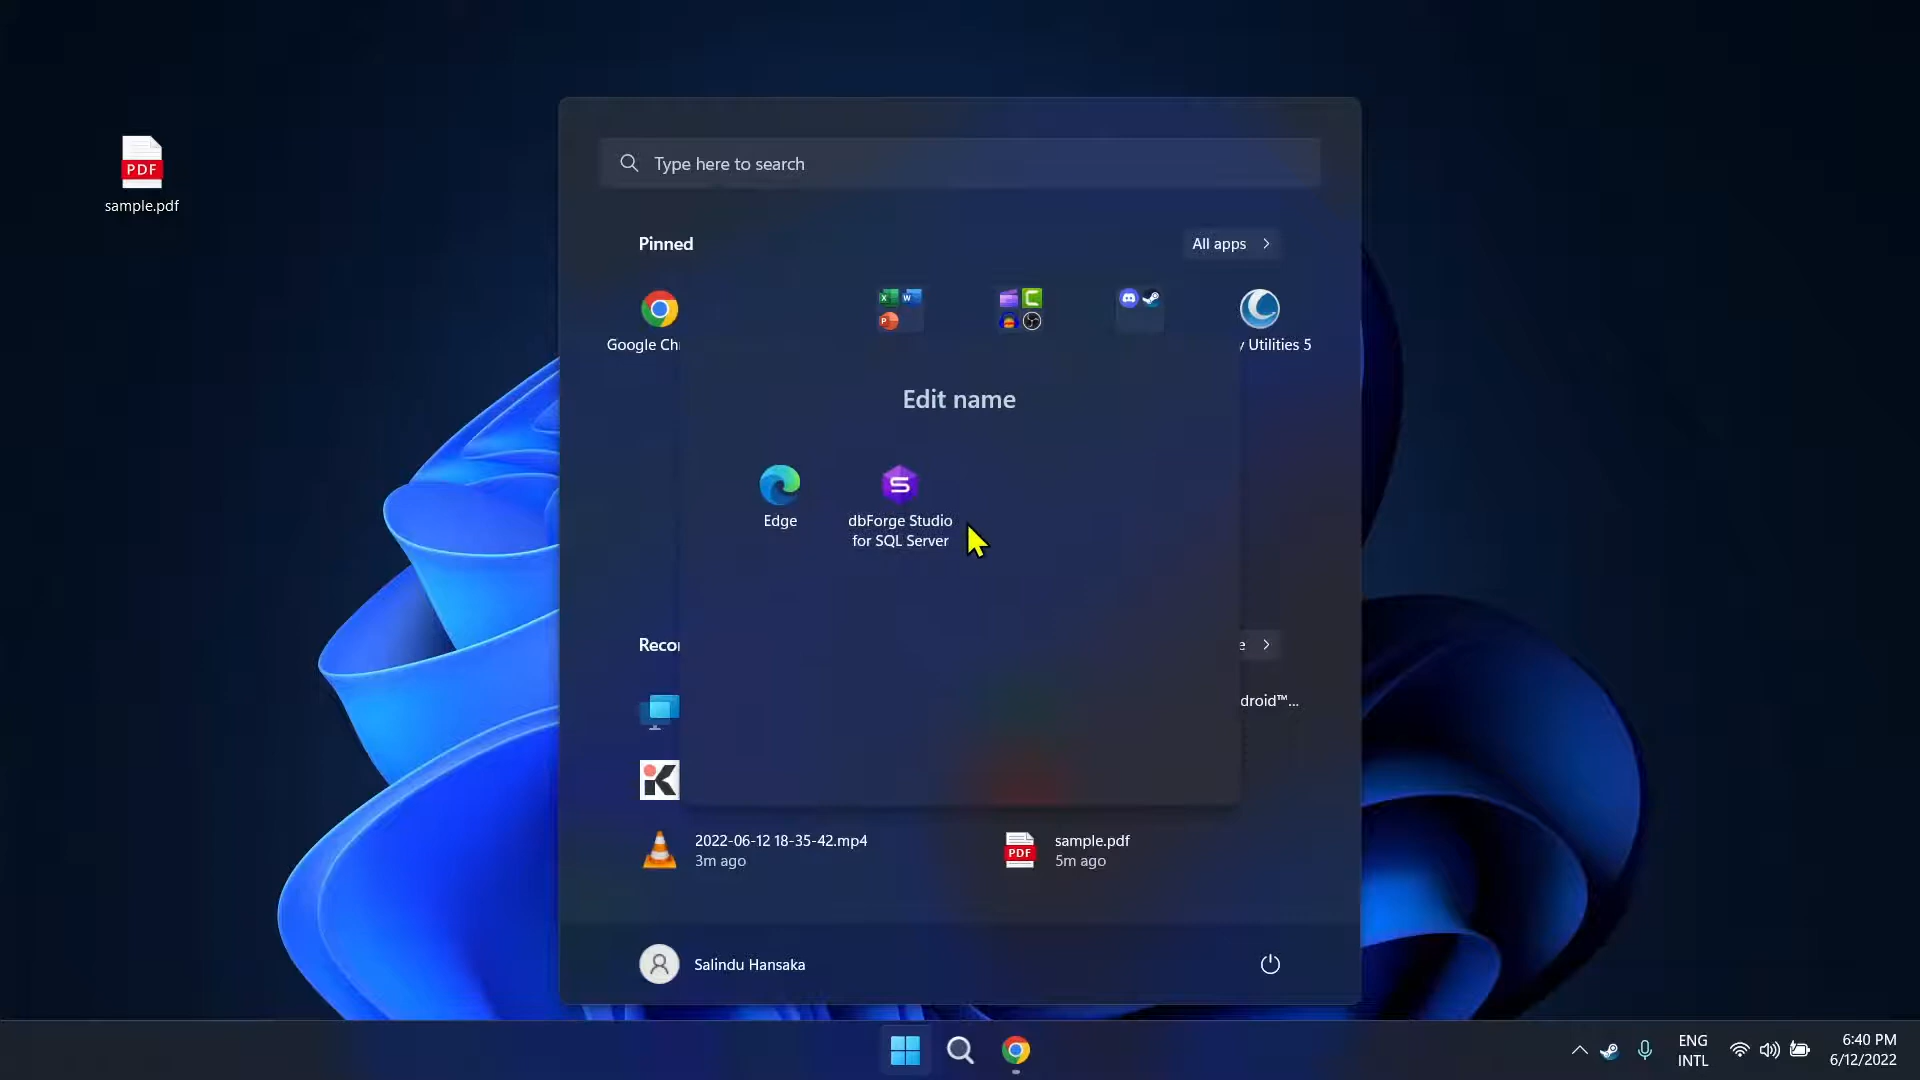 PDF
sample.pdf
Type here to search
Pinned
All apps
Google Ch
y Utilities 5
Edit name
Edge
dbForge Studio
for SQL Server
Reco
e
droid™...
2022-06-12 18-35-42.mp4
3m ago
PDF
sample.pdf
5m ago
Salindu Hansaka
ENG
INTL
6:40 PM
6/12/2022